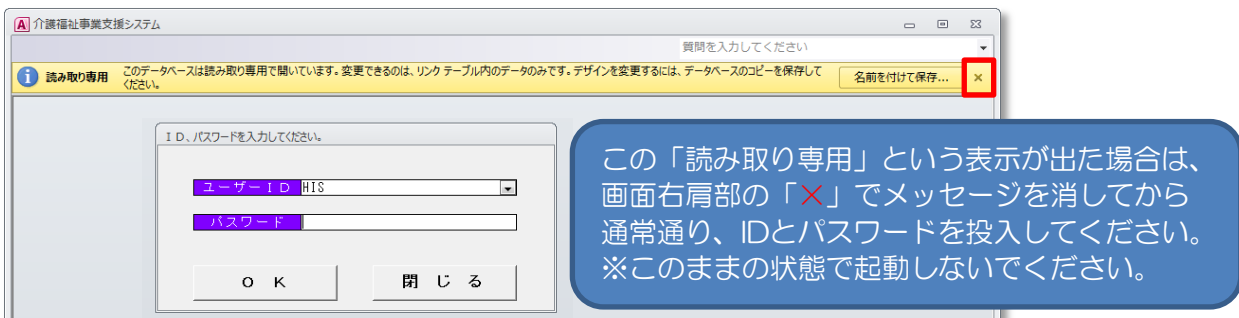 介護福祉事業支援システム
質問を入力してください
読み取り専用 このデータベースは読み取り専用で開いています。変更できるのは、リンク テーブル内のデータのみです。デザインを変更するには、データベースのコピーを保存して
ください。
名前を付けて保存...
ＩＤ、パスワードを入力してください。
ユーザーＩＤ HIS
パスワード
ＯＫ
閉じる
この「読み取り専用」という表示が出た場合は、
画面右肩部の「×」でメッセージを消してから
通常通り、IDとパスワードを投入してください。
※このままの状態で起動しないでください。